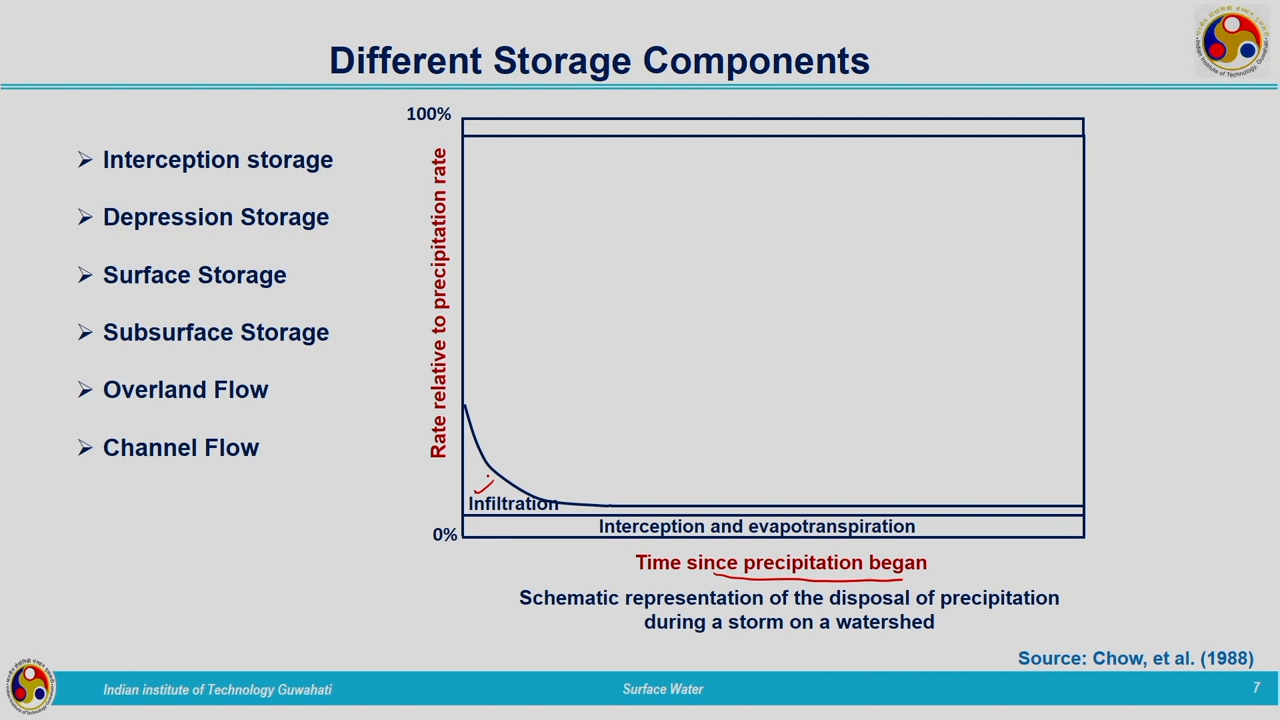 Different Storage Components
➢ Interception storage
➢ Depression Storage
➢ Surface Storage
➢ Subsurface Storage
➢ Overland Flow
➢ Channel Flow
100%
Rate relative to precipitation rate
Infiltration
Interception and evapotranspiration
0%
Time since precipitation began
Schematic representation of the disposal of precipitation
during a storm on a watershed
Source: Chow, et al. (1988)
Indian institute of Technology Guwahati
Surface Water
7